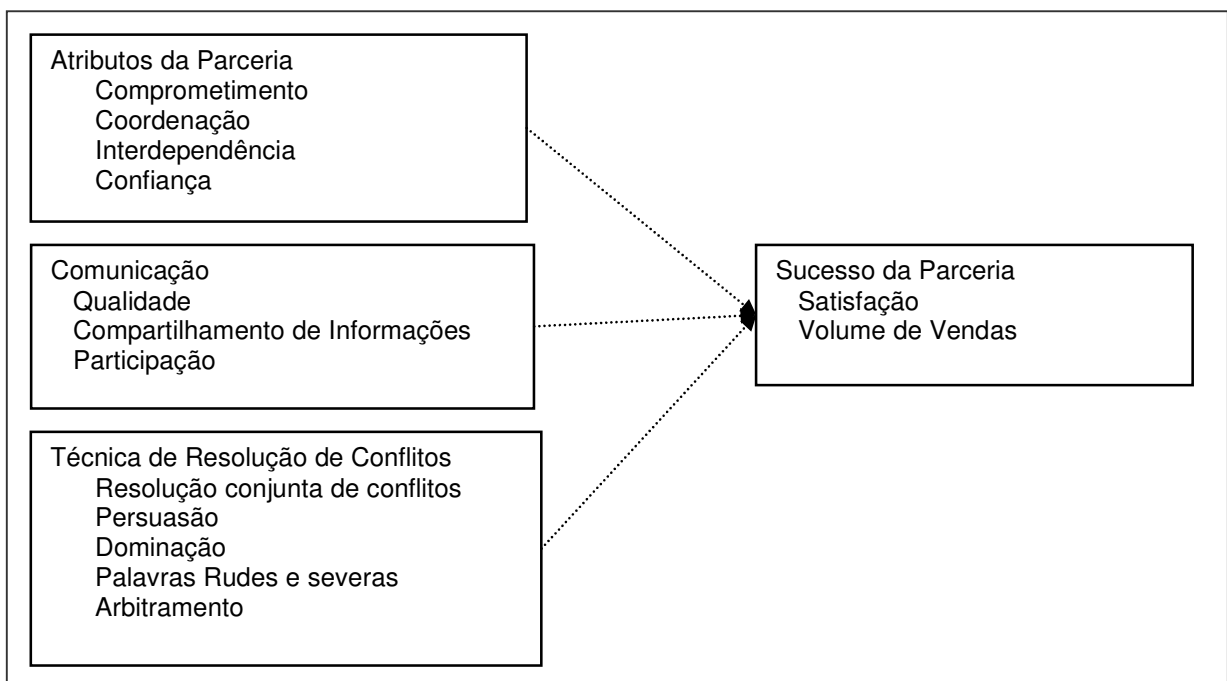 Atributos da Parceria
Comprometimento
Coordenação
Interdependência
Confiança
Comunicação
Qualidade
Compartilhamento de Informações
Participação
Técnica de Resolução de Conflitos
Resolução conjunta de conflitos
Persuasão
Dominação
Palavras Rudes e severas
Arbitramento
Sucesso da Parceria
Satisfação
Volume de Vendas